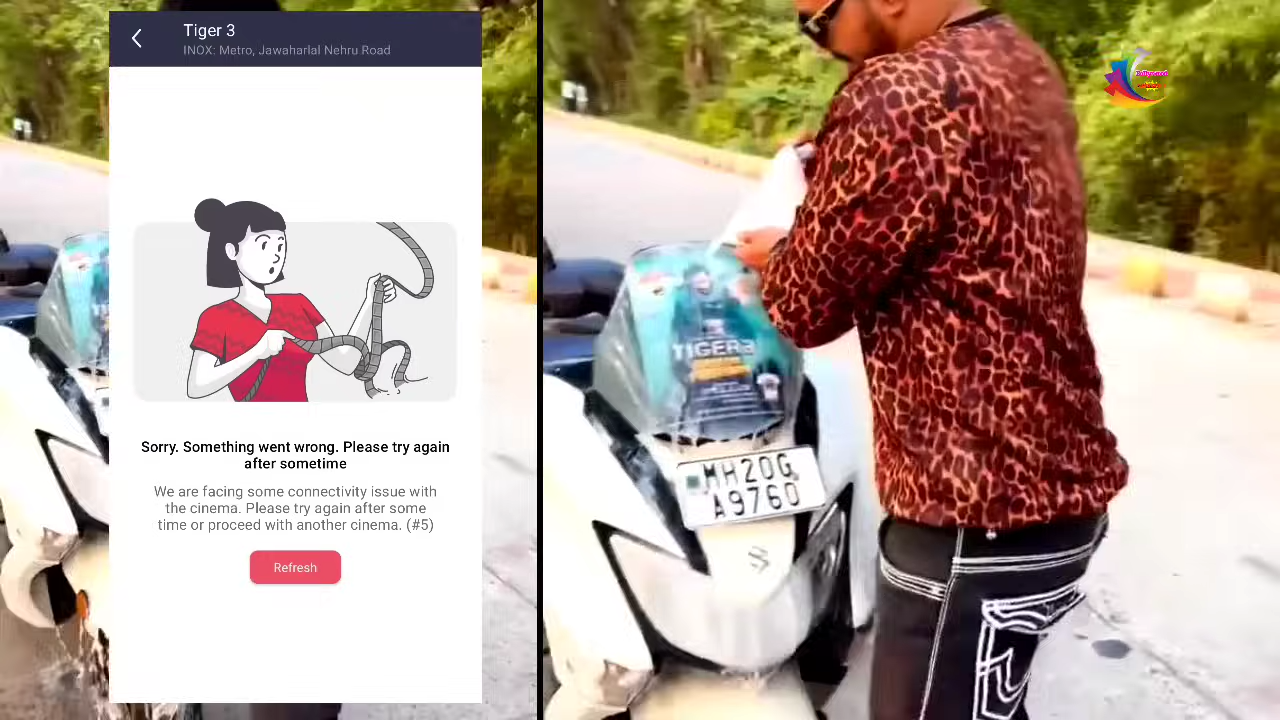 Tiger 3
INOX: Metro, Jawaharlal Nehru Road
Sorry. Something went wrong. Please try again
after sometime
We are facing some connectivity issue with
the cinema. Please try again after some
time or proceed with another cinema. (#5)
Refresh
TIGER 3
MH20G
A9760